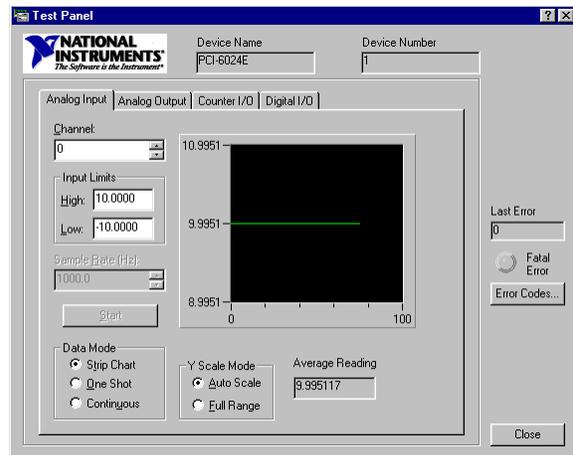 Test Panel
NATIONAL
INSTRUMENTS
The Software is the Instrument
Device Name
PCI-6024E
Device Number
1
Analog Input
Analog Output
Counter I/O
Digital I/O
Channel:
0
Input Limits
High: 10.0000
Low: -10.0000
Sample Rate (Hz):
1000.0
Start
10.9951
9.9951
8.9951
0
100
Data Mode
Strip Chart
One Shot
Continuous
Y Scale Mode
Auto Scale
Full Range
Average Reading
9.995117
Last Error
0
Fatal
Error
Error Codes...
Close